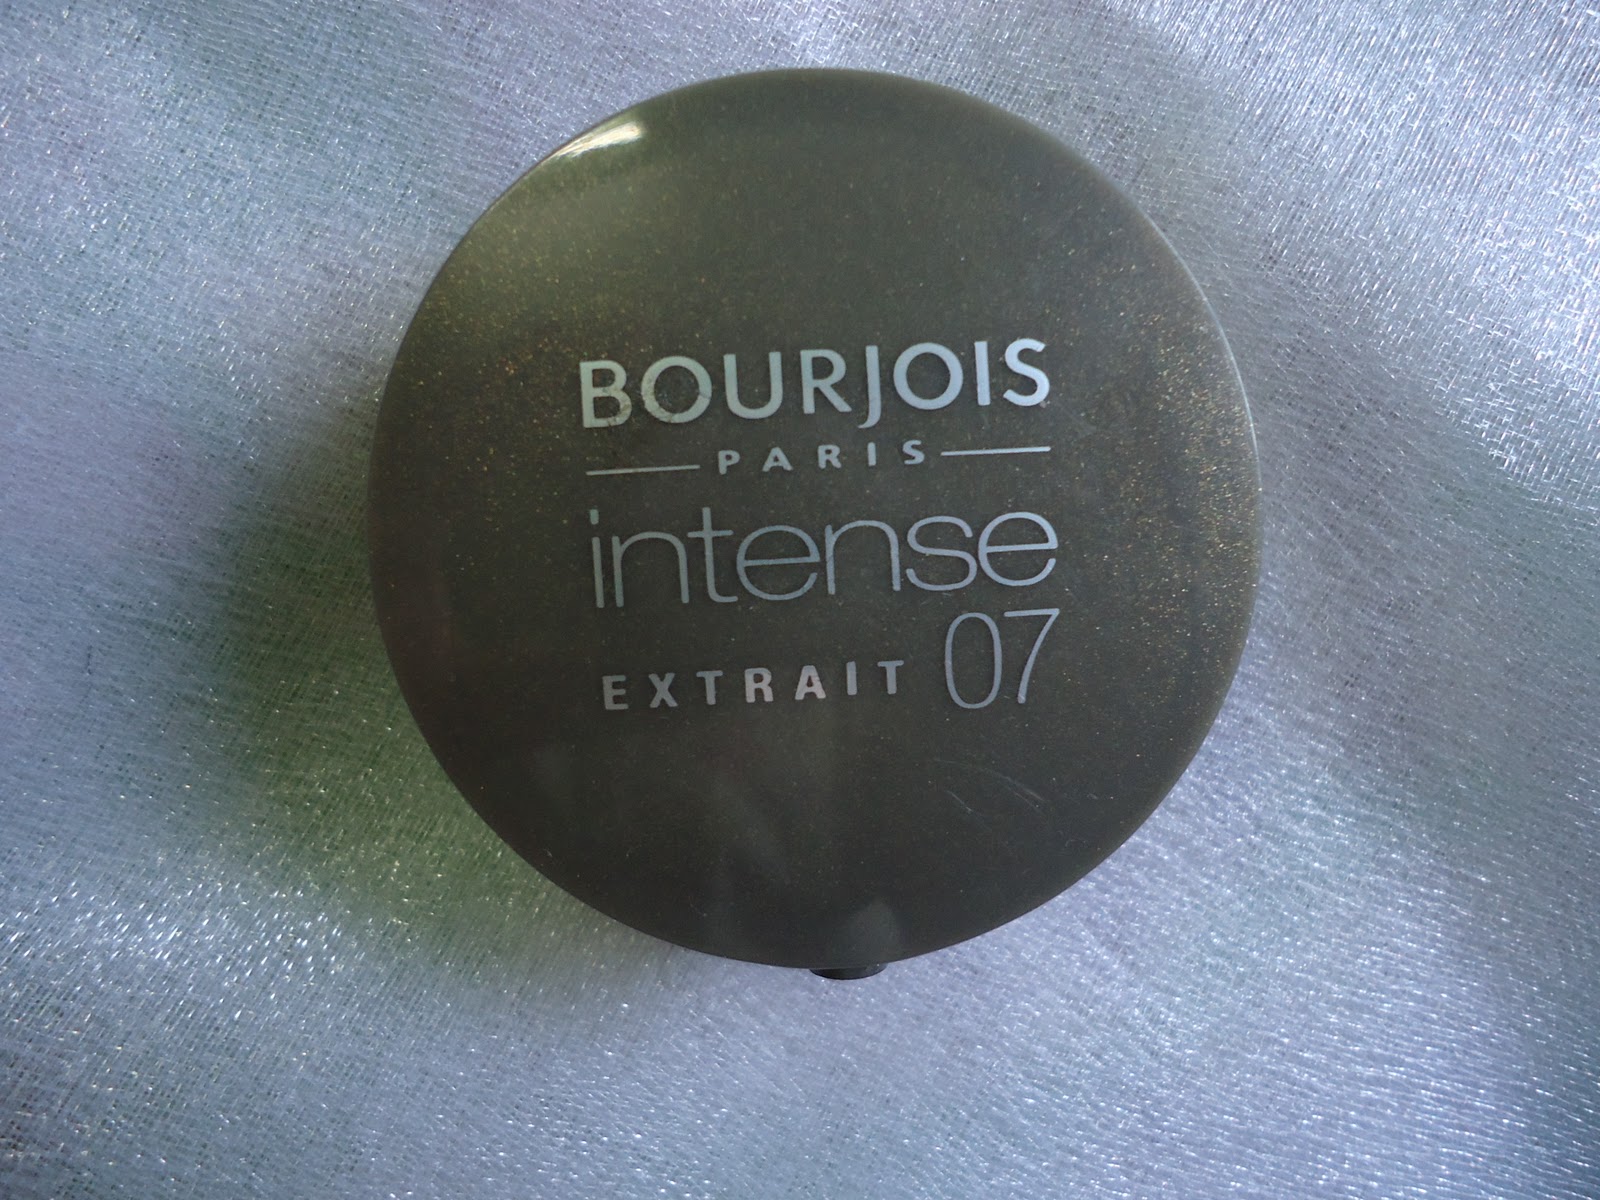 BOURJOIS
PARIS
intense
EXTRAIT 07